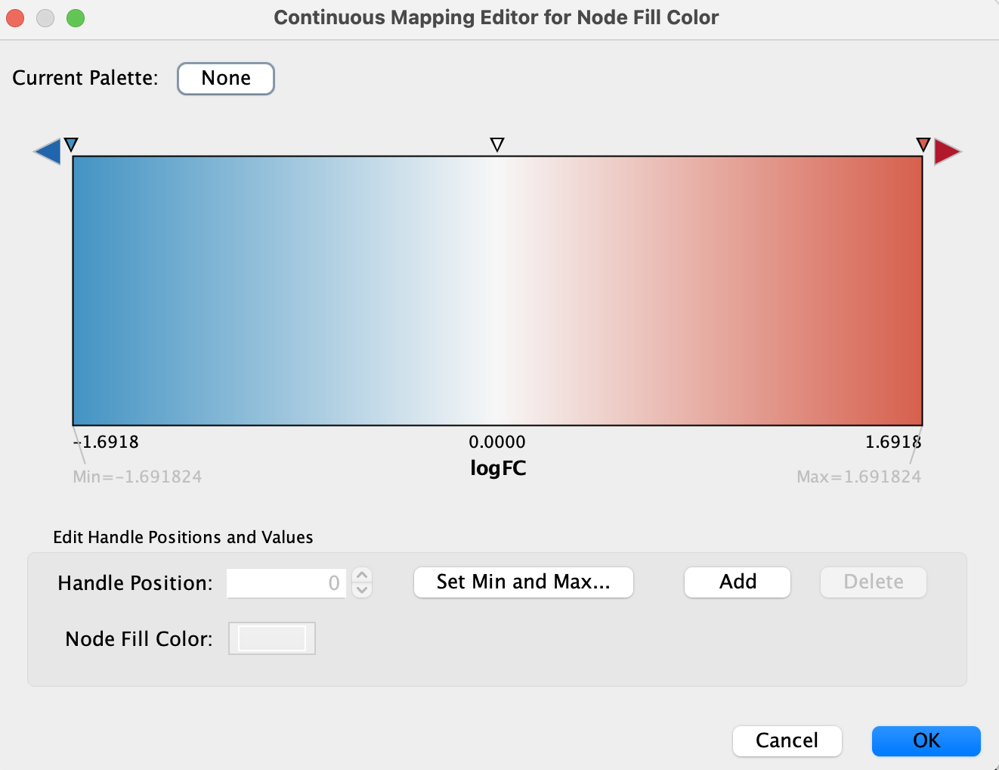 Continuous Mapping Editor for Node Fill Color
Current Palette: None
-1.6918 0.0000 1.6918
logFC
Min=-1.691824 Max=1.691824
Edit Handle Positions and Values
Handle Position: 0 Set Min and Max... Add Delete
Node Fill Color:
Cancel OK